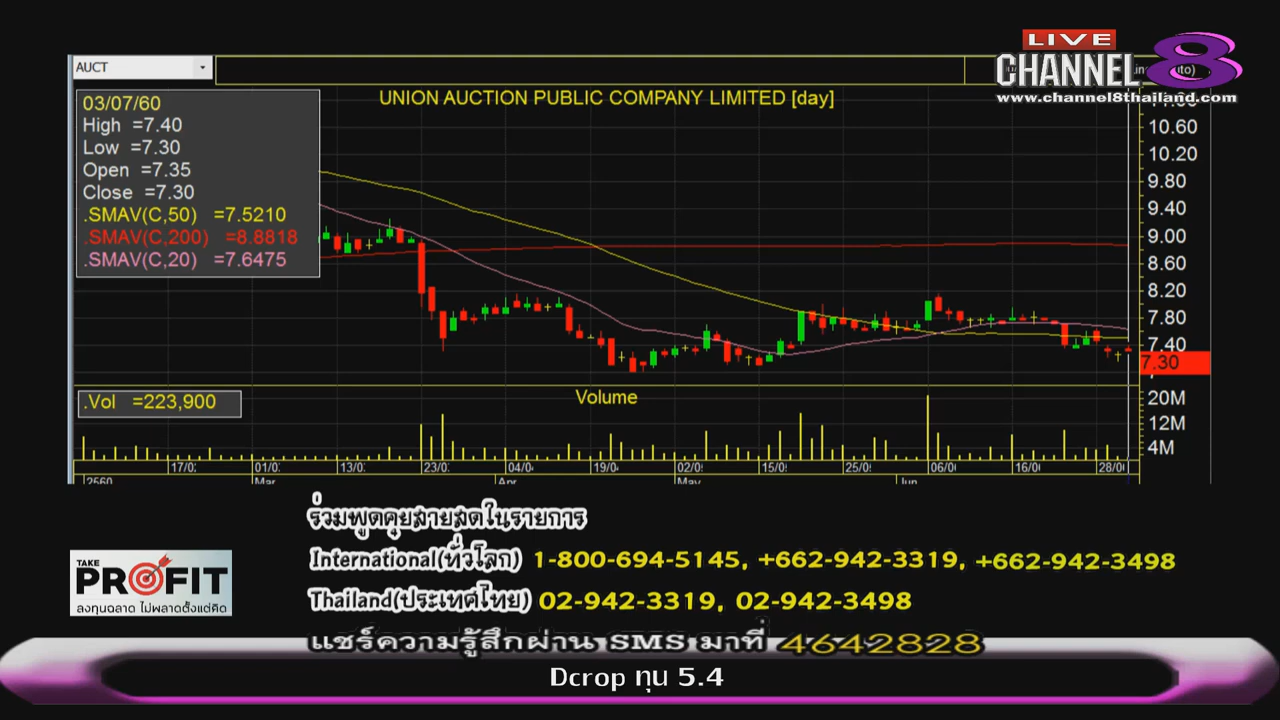 LIVE
CHANNEL 8
www.channel8thailand.com
AUCT
UNION AUCTION PUBLIC COMPANY LIMITED [day]
03/07/60
High =7.40
Low =7.30
Open =7.35
Close =7.30
.SMAV(C,50) =7.5210
.SMAV(C,200) =8.8818
.SMAV(C,20) =7.6475
10.60
10.20
9.80
9.40
9.00
8.60
8.20
7.80
7.40
7.30
.Vol =223,900
Volume
20M
12M
4M
17/0 01/0 13/0 23/0 04/0 19/0 02/0 15/0 25/0 06/0 16/0 28/0
2560 Mar Apr May Jun
ร่วมพูดคุยสายสดในรายการ
International(ทั่วโลก) 1-800-694-5145, +662-942-3319, +662-942-3498
Thailand(ประเทศไทย) 02-942-3319, 02-942-3498
แชร์ความรู้สึกผ่าน SMS มาที่ 4642828
TAKE
PROFIT
ลงทุนฉลาด ไม่พลาดตั้งแต่คิด
Dcrop ทุน 5.4